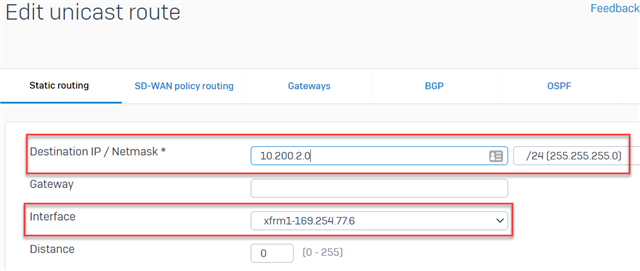 Edit unicast route
Feedback
Static routing SD-WAN policy routing Gateways BGP OSPF
Destination IP / Netmask * 10.200.2.0 /24 (255.255.255.0)
Gateway
Interface xfrm1-169.254.77.6
Distance 0 (0 - 255)